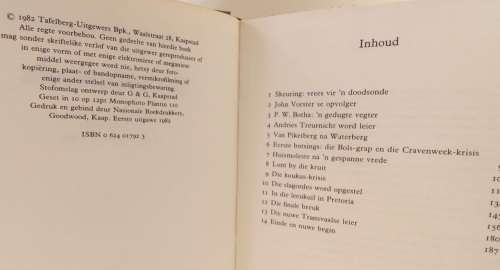 © 1982 Tafelberg-Uitgewers Bpk., Waalstraat 28, Kaapstad
Alle regte voorbehou. Geen gedeelte van hierdie boek
mag sonder skriftelike verlof van die uitgewer gereproduseer of
in enige vorm of met enige elektroniese of meganiese
middel weergegee word nie, hetsy deur foto-
kopiëring, plaat- of bandopname, vermikrofilming of
enige ander stelsel van inligtingsbewaring.
Stofomslag ontwerp deur G & G, Kaapstad
Geset in 10 op 12pt Monophoto Plantin 110
Gedruk en gebind deur Nasionale Boekdrukkery,
Goodwood, Kaap. Eerste uitgawe 1982
ISBN 0 624 01792 3
Inhoud
1 Skeuring: vrees vir 'n doodsonde
2 John Vorster se opvolger
3 P.W. Botha: 'n gedugte vegter
4 Andries Treurnicht word leier
5 Van Piketberg na Waterberg
6 Eerste botsings: die Bols-grap en die Cravenweek-krisis
7 Huismoles na 'n gespanne vrede
8 Lont by die kruit
9 Die koukus-krisis
10 Die slagordes word opgestel
11 In die leeukuil in Pretoria
12 Die finale breuk
13 Die nuwe Transvaalse leier
14 Einde en nuwe begin
180
187